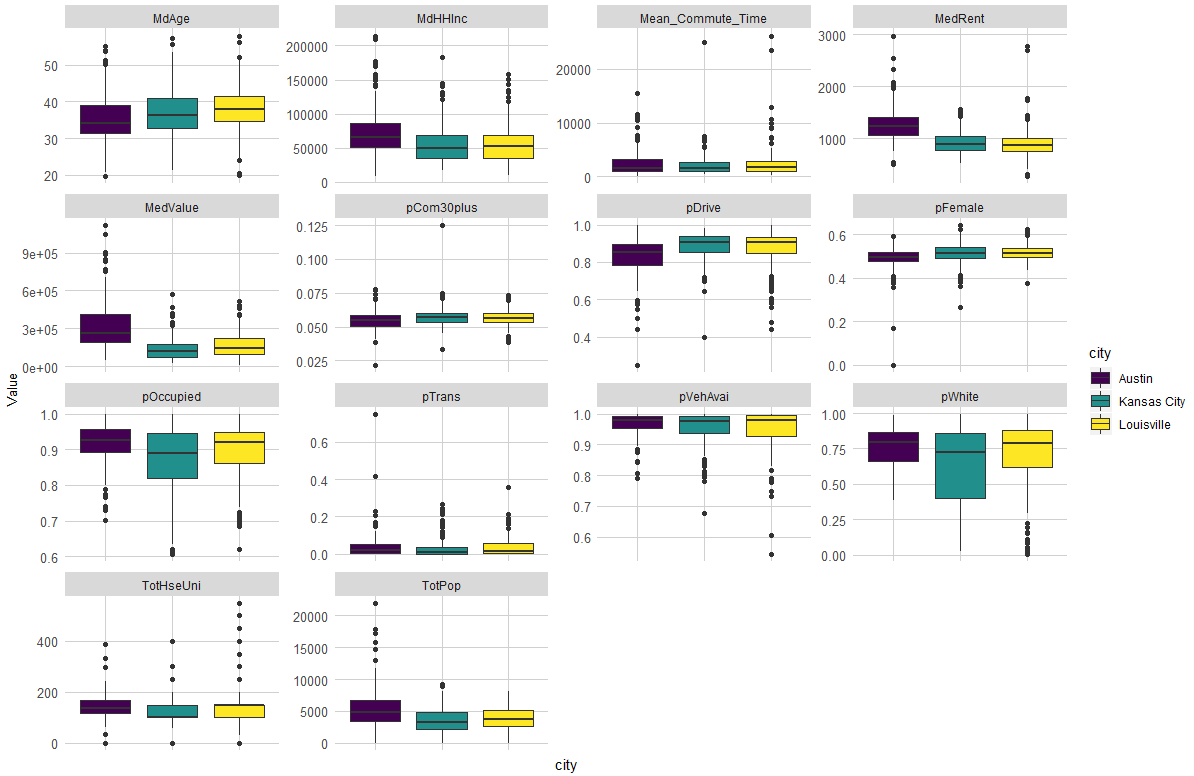 MdAge
MdHHInc
Mean_Commute_Time
MedRent
50
40
30
20
200000
150000
100000
50000
0
20000
10000
0
3000
2000
1000
MedValue
pCom30plus
pDrive
pFemale
9e+05
6e+05
3e+05
0e+00
0.125
0.100
0.075
0.050
0.025
1.0
0.8
0.6
0.4
0.6
0.4
0.2
0.0
pOccupied
pTrans
pVehAvai
pWhite
1.0
0.9
0.8
0.7
0.6
0.6
0.4
0.2
0.0
1.0
0.9
0.8
0.7
0.6
1.00
0.75
0.50
0.25
0.00
TotHseUni
TotPop
400
200
0
20000
15000
10000
5000
0
Value
city
city
Austin
Kansas City
Louisville